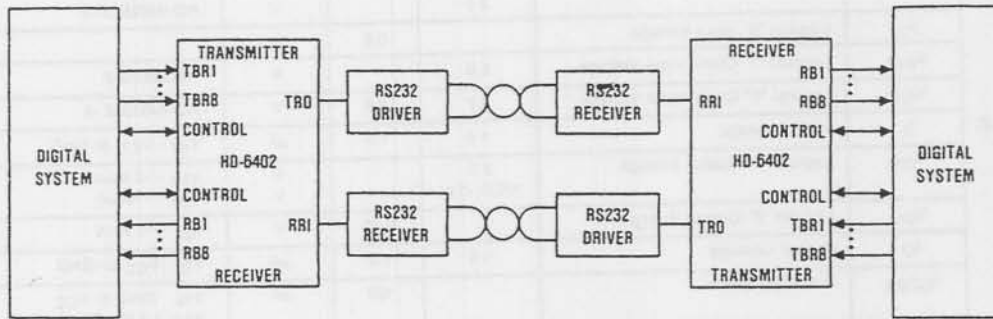 TRANSMITTER
TBR1
TBR8
TRO
CONTROL
HD-6402
CONTROL
RB1
RB8
RRI
RECEIVER
DIGITAL
SYSTEM
RS232
DRIVER
RS232
RECEIVER
RS232
RECEIVER
RS232
DRIVER
RECEIVER
RB1
RB8
RRI
CONTROL
HD-6402
CONTROL
TBR1
TBR8
TRO
TRANSMITTER
DIGITAL
SYSTEM